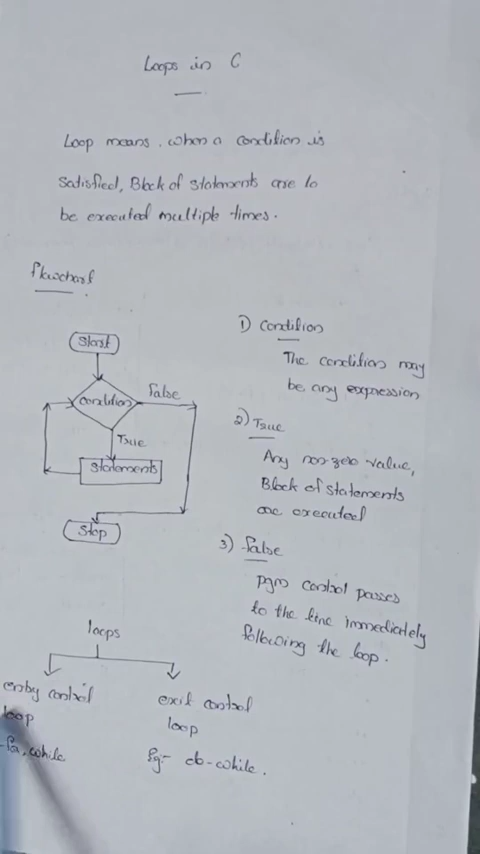 Loops in C
Loop means, when a condition is
satisfied, Block of statements are to
be executed multiple times.
flowchart
Start
Condition
False
True
Statements
Stop
1) Condition
The condition may
be any expression
2) True
Any non-zero value,
Block of statements
are executed
3) false
pgm control passes
to the line immediately
following the loop.
loops
entry control
loop
for, while
exit control
loop
Eg:- do-while.